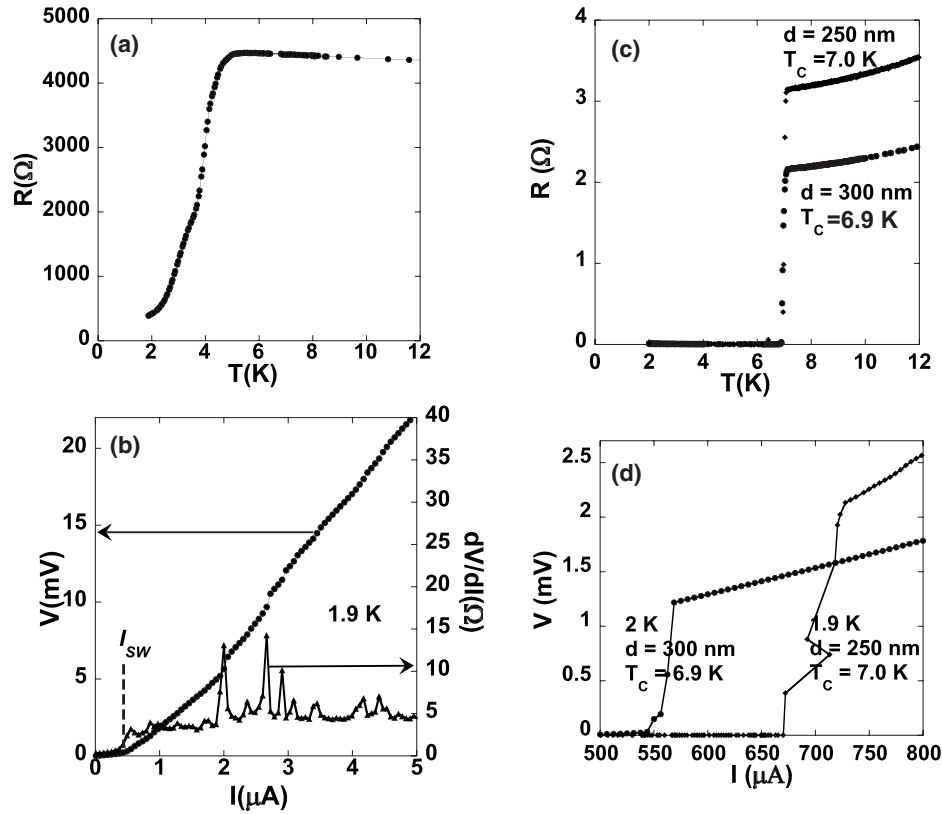 (a)
5000
4000
3000
2000
1000
0
R(Ω)
0 2 4 6 8 10 12
T(K)
(c)
d = 250 nm
T_C =7.0 K
d = 300 nm
T_C =6.9 K
4
3
2
1
0
R (Ω)
0 2 4 6 8 10 12
T(K)
(b)
20
15
10
5
0
V(mV)
I_SW
1.9 K
40
35
30
25
20
15
10
5
0
dV/dI(Ω)
0 1 2 3 4 5
I(μA)
(d)
2.5
2
1.5
1
0.5
0
V (mV)
2 K
d = 300 nm
T_C = 6.9 K
1.9 K
d = 250 nm
T_C = 7.0 K
500 550 600 650 700 750 800
I (μA)